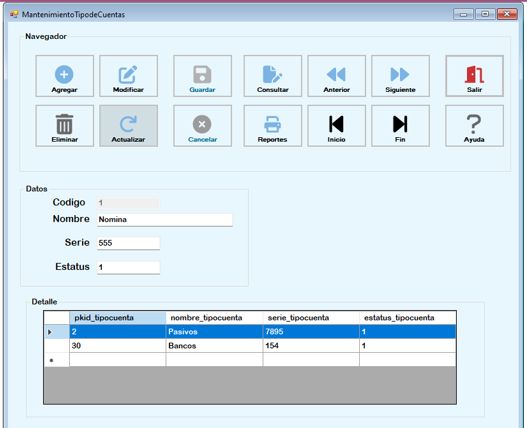 MantenimientoTipodeCuentas
Navegador
Agregar Modificar Guardar Consultar Anterior Siguiente Salir
Eliminar Actualizar Cancelar Reportes Inicio Fin Ayuda
Datos
Codigo 1
Nombre Nomina
Serie 555
Estatus 1
Detalle
pkid_tipocuenta nombre_tipocuenta serie_tipocuenta estatus_tipocuenta
2 Pasivos 7895 1
30 Bancos 154 1